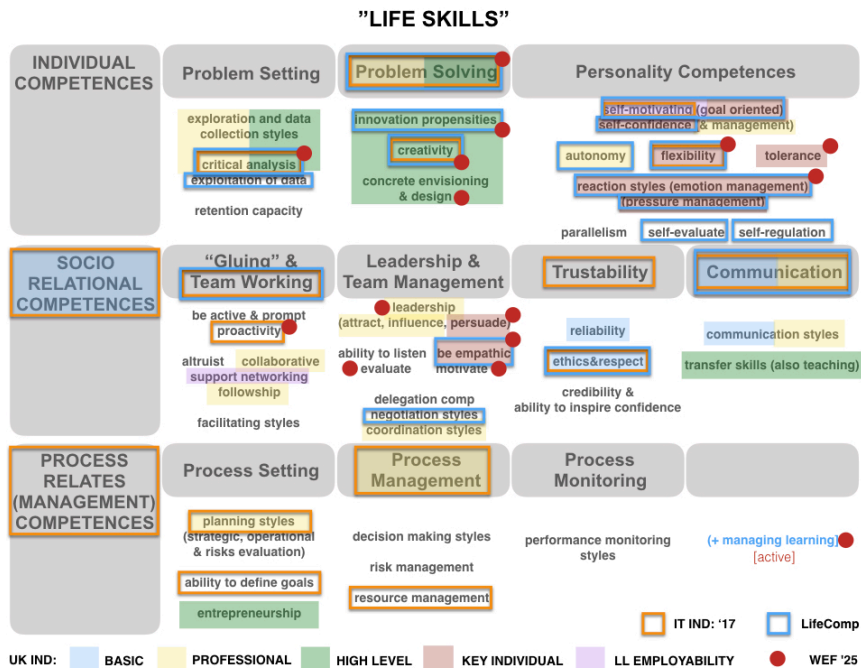 ”LIFE SKILLS”
INDIVIDUAL
COMPETENCES
Problem Setting
Problem Solving
Personality Competences
exploration and data
collection styles
critical analysis
exploitation of data
retention capacity
innovation propensities
creativity
concrete envisioning
& design
self-motivating (goal oriented)
self-confidence (& management)
autonomy
flexibility
tolerance
reaction styles (emotion management)
(pressure management)
parallelism
self-evaluate
self-regulation
SOCIO
RELATIONAL
COMPETENCES
“Gluing” &
Team Working
Leadership &
Team Management
Trustability
Communication
be active & prompt
proactivity
altruist
collaborative
support networking
followship
facilitating styles
leadership
(attract, influence, persuade)
ability to listen
be empathic
evaluate
motivate
delegation comp
negotiation styles
coordination styles
reliability
ethics&respect
credibility &
ability to inspire confidence
communication styles
transfer skills (also teaching)
PROCESS
RELATES
(MANAGEMENT)
COMPETENCES
Process Setting
Process
Management
Process
Monitoring
planning styles
(strategic, operational
& risks evaluation)
ability to define goals
entrepreneurship
decision making styles
risk management
resource management
performance monitoring
styles
(+ managing learning)
[active]
IT IND: ‘17
LifeComp
UK IND:
BASIC
PROFESSIONAL
HIGH LEVEL
KEY INDIVIDUAL
LL EMPLOYABILITY
WEF '25